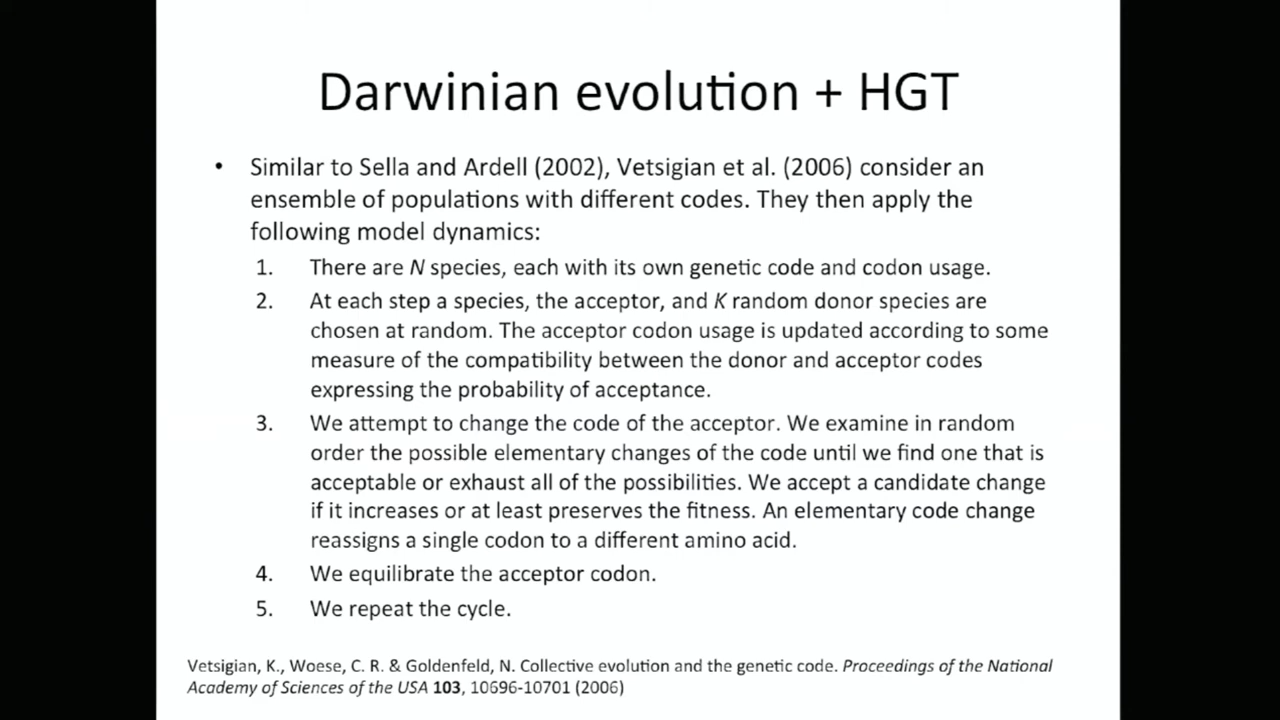 Darwinian evolution + HGT
• Similar to Sella and Ardell (2002), Vetsigian et al. (2006) consider an
ensemble of populations with different codes. They then apply the
following model dynamics:
1. There are N species, each with its own genetic code and codon usage.
2. At each step a species, the acceptor, and K random donor species are
chosen at random. The acceptor codon usage is updated according to some
measure of the compatibility between the donor and acceptor codes
expressing the probability of acceptance.
3. We attempt to change the code of the acceptor. We examine in random
order the possible elementary changes of the code until we find one that is
acceptable or exhaust all of the possibilities. We accept a candidate change
if it increases or at least preserves the fitness. An elementary code change
reassigns a single codon to a different amino acid.
4. We equilibrate the acceptor codon.
5. We repeat the cycle.
Vetsigian, K., Woese, C. R. & Goldenfeld, N. Collective evolution and the genetic code. Proceedings of the National
Academy of Sciences of the USA 103, 10696-10701 (2006)